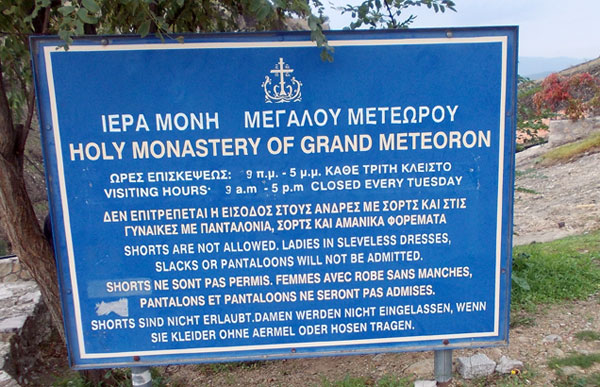 ΙΕΡΑ ΜΟΝΗ ΜΕΓΑΛΟΥ ΜΕΤΕΩΡΟΥ
HOLY MONASTERY OF GRAND METEORON
ΩΡΕΣ ΕΠΙΣΚΕΨΕΩΣ: 9 π.μ. - 5 μ.μ. ΚΑΘΕ ΤΡΙΤΗ ΚΛΕΙΣΤΟ
VISITING HOURS· 9 a.m - 5 p.m CLOSED EVERY TUESDAY
ΔΕΝ ΕΠΙΤΡΕΠΕΤΑΙ Η ΕΙΣΟΔΟΣ ΣΤΟΥΣ ΑΝΔΡΕΣ ΜΕ ΣΟΡΤΣ ΚΑΙ ΣΤΙΣ
ΓΥΝΑΙΚΕΣ ΜΕ ΠΑΝΤΑΛΟΝΙΑ, ΣΟΡΤΣ ΚΑΙ ΑΜΑΝΙΚΑ ΦΟΡΕΜΑΤΑ
SHORTS ARE NOT ALLOWED. LADIES IN SLEVELESS DRESSES,
SLACKS OR PANTALOONS WILL NOT BE ADMITTED.
SHORTS NE SONT PAS PERMIS. FEMMES AVEC ROBE SANS MANCHES,
PANTALONS ET PANTALOONS NE SERONT PAS ADMISES.
SHORTS SIND NICHT ERLAUBT.DAMEN WERDEN NICHT EINGELASSEN, WENN
SIE KLEIDER OHNE AERMEL ODER HOSEN TRAGEN.